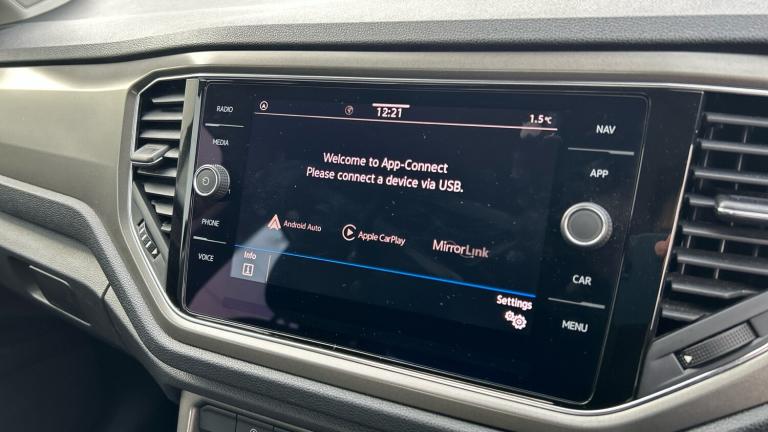 RADIO
MEDIA
PHONE
VOICE
12:21
1.5°C
Welcome to App-Connect
Please connect a device via USB.
Android Auto
Apple CarPlay
MirrorLink
Info
Settings
NAV
APP
CAR
MENU